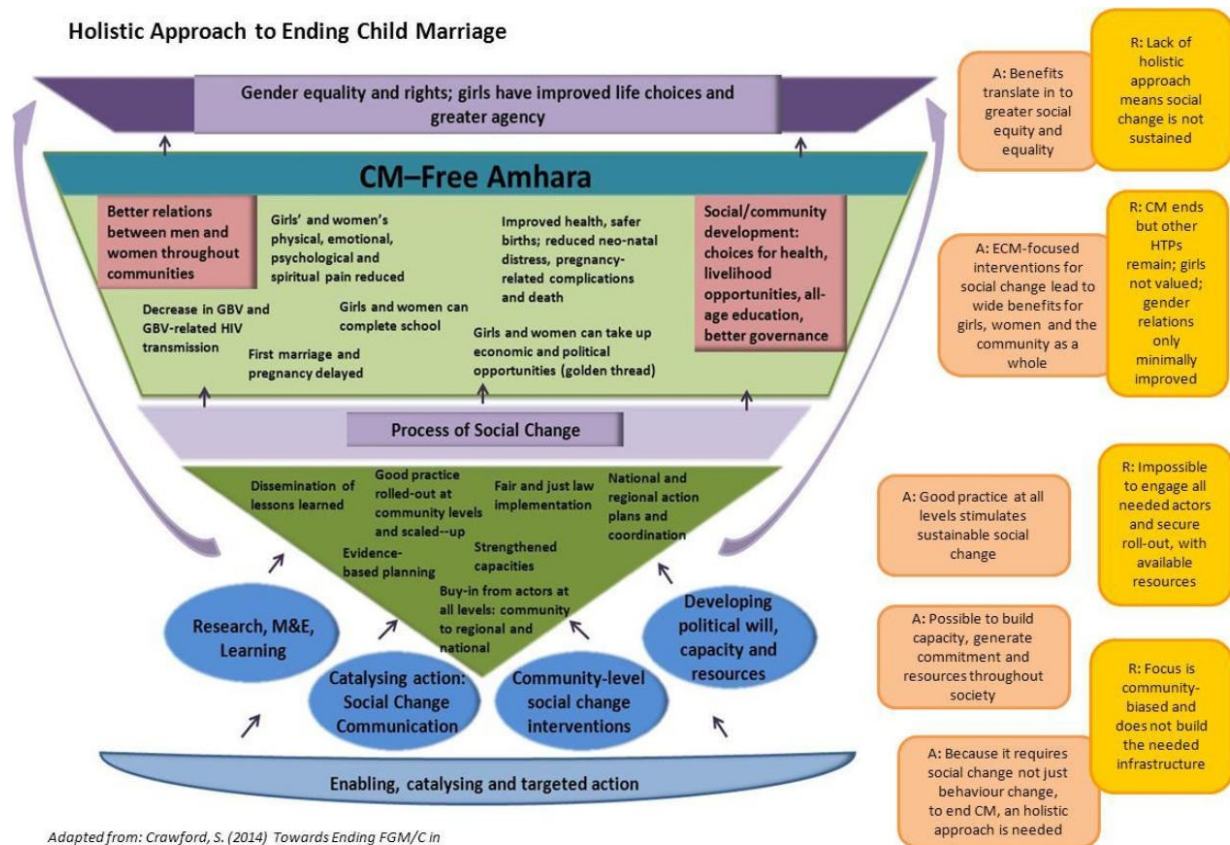 Holistic Approach to Ending Child Marriage
Gender equality and rights; girls have improved life choices and
greater agency
CM–Free Amhara
Better relations
between men and
women throughout
communities
Girls' and women's
physical, emotional,
psychological and
spiritual pain reduced
Improved health, safer
births; reduced neo-natal
distress, pregnancy-
related complications
and death
Social/community
development:
choices for health,
livelihood
opportunities, all-
age education,
better governance
Decrease in GBV and
GBV-related HIV
transmission
Girls and women can
complete school
First marriage and
pregnancy delayed
Girls and women can take up
economic and political
opportunities (golden thread)
Process of Social Change
Dissemination of
lessons learned
Good practice
rolled-out at
community levels
and scaled--up
Fair and just law
implementation
National and
regional action
plans and
coordination
Evidence-
based planning
Strengthened
capacities
Buy-in from actors at
all levels: community
to regional and
national
Research, M&E,
Learning
Catalysing action:
Social Change
Communication
Community-level
social change
interventions
Developing
political will,
capacity and
resources
Enabling, catalysing and targeted action
Adapted from: Crawford, S. (2014) Towards Ending FGM/C in
A: Benefits
translate in to
greater social
equity and
equality
R: Lack of
holistic
approach
means social
change is not
sustained
A: ECM-focused
interventions for
social change lead to
wide benefits for
girls, women and the
community as a
whole
R: CM ends
but other
HTPs
remain; girls
not valued;
gender
relations
only
minimally
improved
A: Good practice at all
levels stimulates
sustainable social
change
R: Impossible
to engage all
needed actors
and secure
roll-out, with
available
resources
A: Possible to build
capacity, generate
commitment and
resources throughout
society
R: Focus is
community-
biased and
does not build
the needed
infrastructure
A: Because it requires
social change not just
behaviour change,
to end CM, an holistic
approach is needed